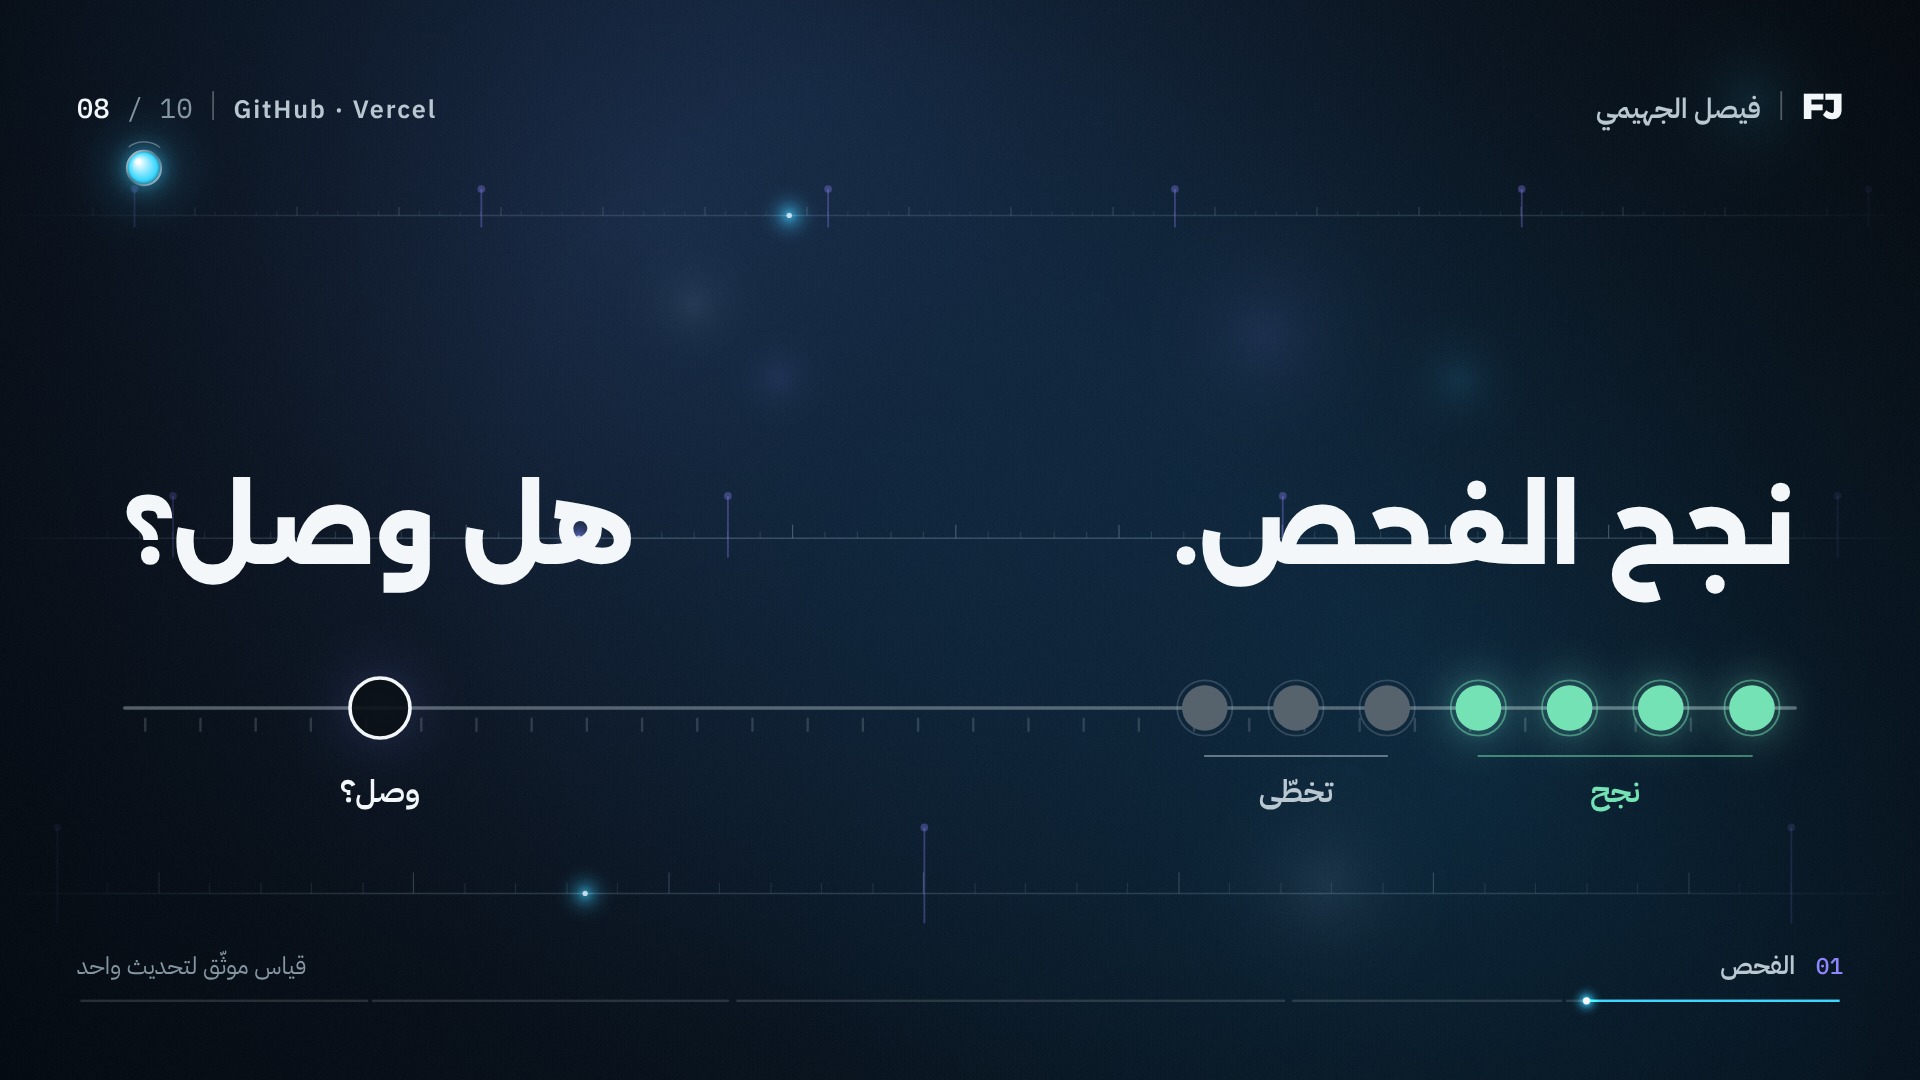 FJ | فيصل الجهيمي
08 / 10 | GitHub · Vercel
نجح الفحص.
هل وصل؟
نجح
تخطّى
وصل؟
01 الفحص
قياس موثّق لتحديث واحد